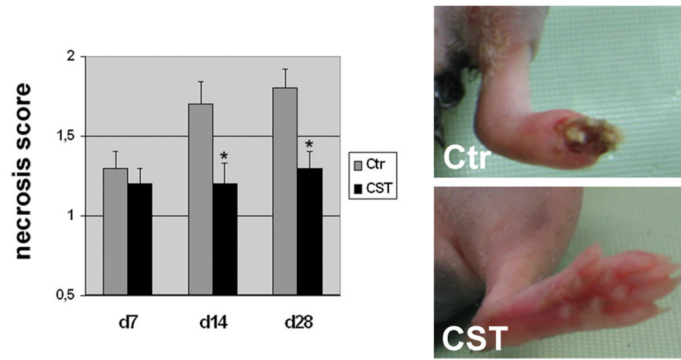 necrosis score
2
1,5
1
0,5
d7
d14
d28
*
*
Ctr
CST
Ctr
CST